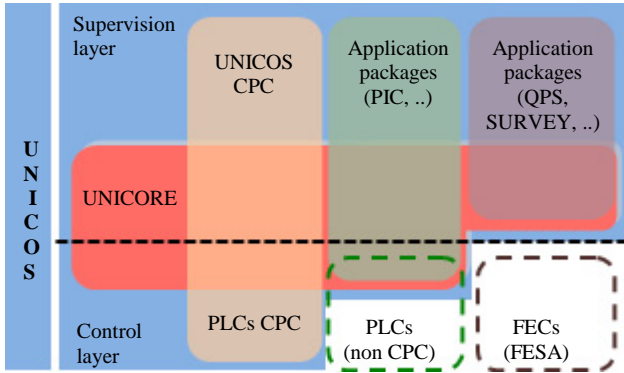 UNICOS
Supervision
layer
UNICOS
CPC
Application
packages
(PIC, ..)
Application
packages
(QPS,
SURVEY, ..)
UNICORE
Control
layer
PLCs CPC
PLCs
(non CPC)
FECs
(FESA)